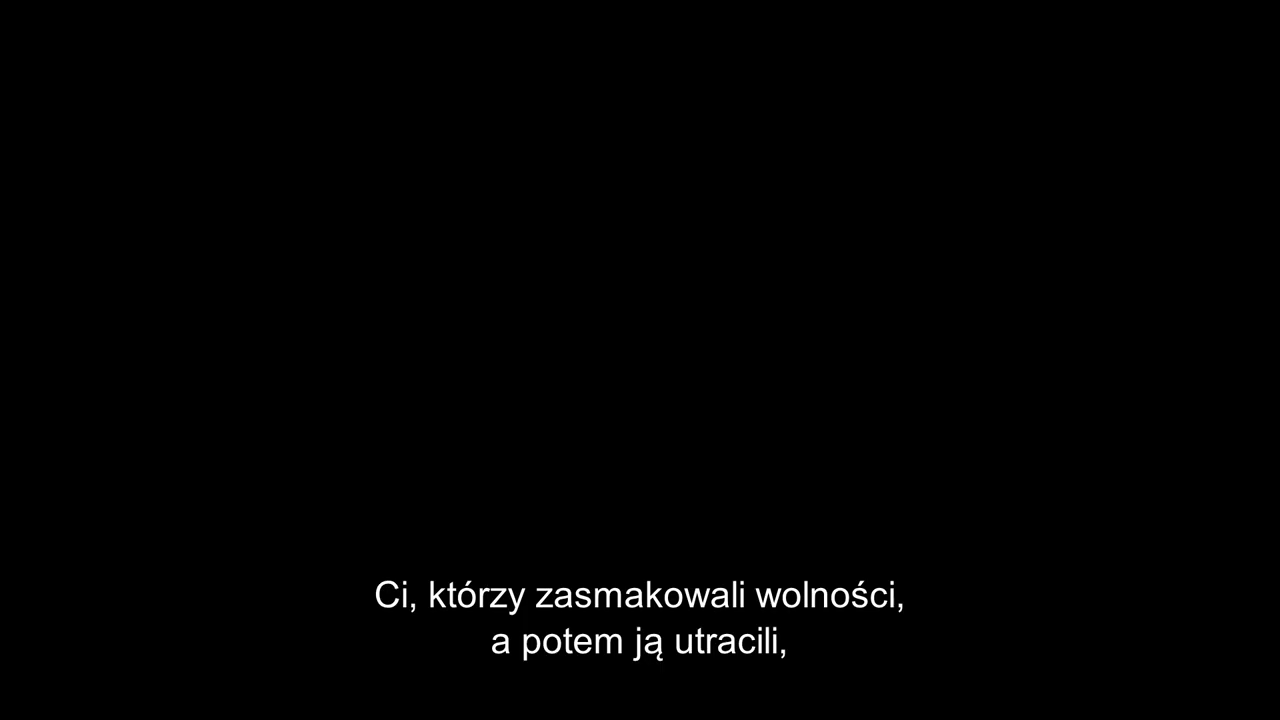 Ci, którzy zasmakowali wolności,
a potem ją utracili,